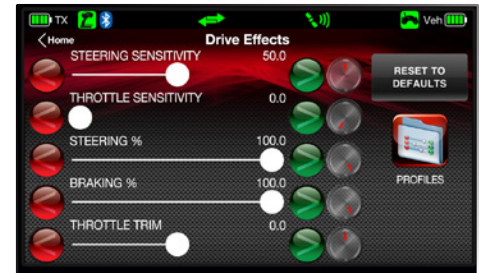 TX Veh
Home Drive Effects
STEERING SENSITIVITY 50.0
RESET TO
DEFAULTS
THROTTLE SENSITIVITY 0.0
STEERING % 100.0
BRAKING % 100.0
PROFILES
THROTTLE TRIM 0.0